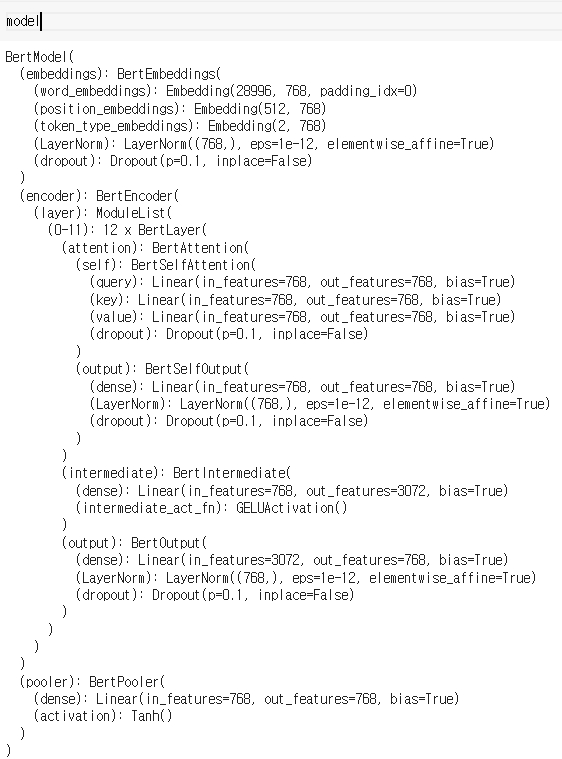 model
BertModel(
  (embeddings): BertEmbeddings(
    (word_embeddings): Embedding(28996, 768, padding_idx=0)
    (position_embeddings): Embedding(512, 768)
    (token_type_embeddings): Embedding(2, 768)
    (LayerNorm): LayerNorm((768,), eps=1e-12, elementwise_affine=True)
    (dropout): Dropout(p=0.1, inplace=False)
  )
  (encoder): BertEncoder(
    (layer): ModuleList(
      (0-11): 12 x BertLayer(
        (attention): BertAttention(
          (self): BertSelfAttention(
            (query): Linear(in_features=768, out_features=768, bias=True)
            (key): Linear(in_features=768, out_features=768, bias=True)
            (value): Linear(in_features=768, out_features=768, bias=True)
            (dropout): Dropout(p=0.1, inplace=False)
          )
          (output): BertSelfOutput(
            (dense): Linear(in_features=768, out_features=768, bias=True)
            (LayerNorm): LayerNorm((768,), eps=1e-12, elementwise_affine=True)
            (dropout): Dropout(p=0.1, inplace=False)
          )
        )
        (intermediate): BertIntermediate(
          (dense): Linear(in_features=768, out_features=3072, bias=True)
          (intermediate_act_fn): GELUActivation()
        )
        (output): BertOutput(
          (dense): Linear(in_features=3072, out_features=768, bias=True)
          (LayerNorm): LayerNorm((768,), eps=1e-12, elementwise_affine=True)
          (dropout): Dropout(p=0.1, inplace=False)
        )
      )
    )
  )
  (pooler): BertPooler(
    (dense): Linear(in_features=768, out_features=768, bias=True)
    (activation): Tanh()
  )
)